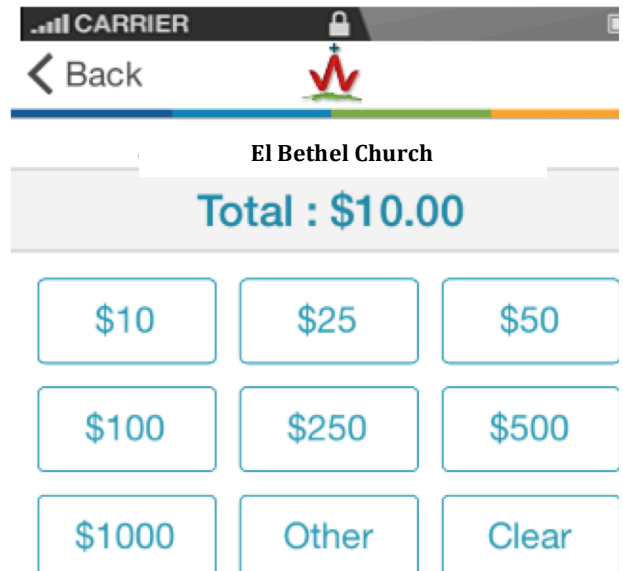 CARRIER
Back
El Bethel Church
Total : $10.00
$10 $25 $50
$100 $250 $500
$1000 Other Clear